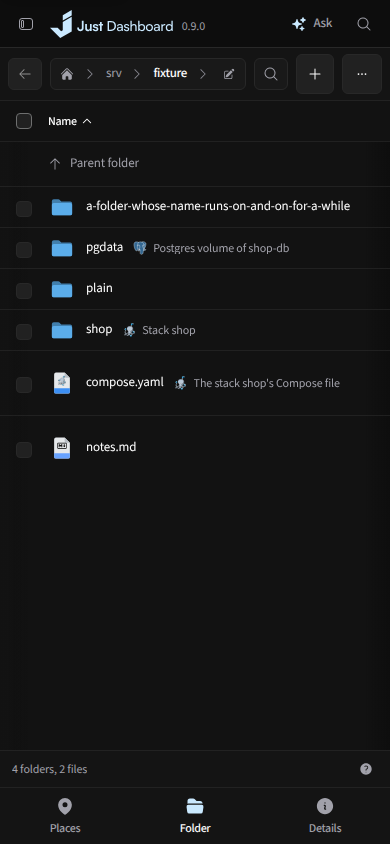 Just Dashboard 0.9.0 Ask
srv fixture
Name
Parent folder
a-folder-whose-name-runs-on-and-on-for-a-while
pgdata Postgres volume of shop-db
plain
shop Stack shop
compose.yaml The stack shop's Compose file
notes.md
4 folders, 2 files
Places Folder Details